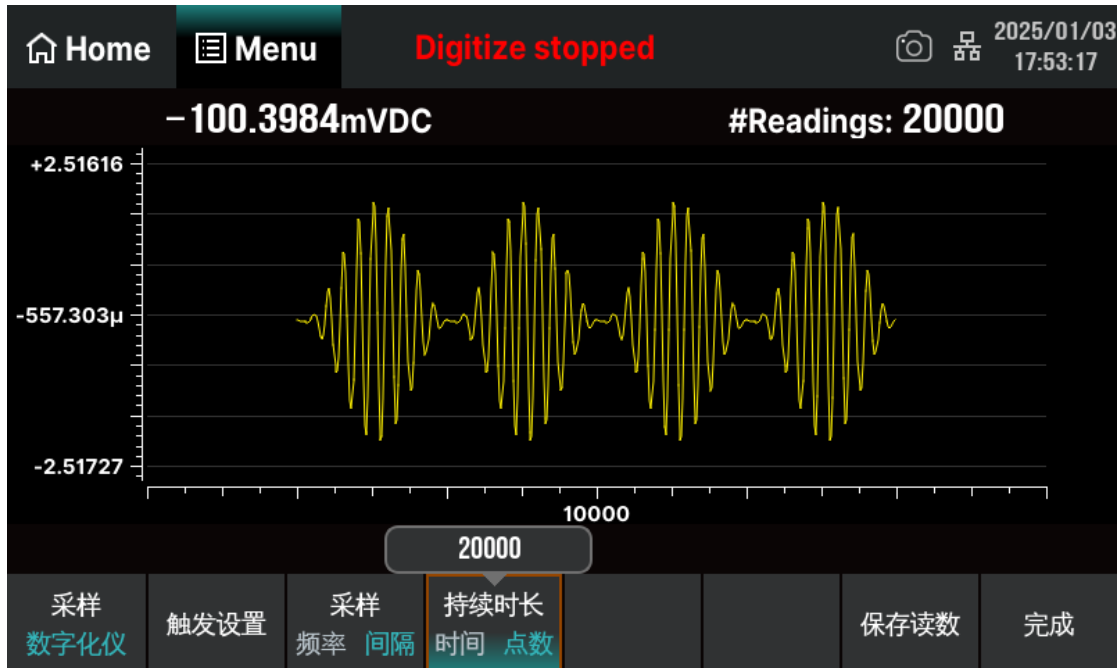 Home
Menu
Digitize stopped
2025/01/03
17:53:17
−100.3984mVDC
#Readings: 20000
+2.51616
-557.303µ
-2.51727
10000
20000
采样
数字化仪
触发设置
采样
频率 间隔
持续时长
时间 点数
保存读数
完成